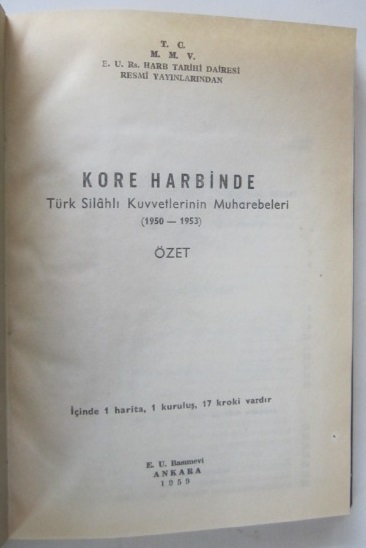 T. C.
M. M. V.
E. U. Rs. HARB TARİHİ DAİRESİ
RESMİ YAYINLARINDAN
KORE HARBİNDE
Türk Silâhlı Kuvvetlerinin Muharebeleri
(1950 — 1953)
ÖZET
İçinde 1 harita, 1 kuruluş, 17 kroki vardır
E. U. Basımevi
ANKARA
1959